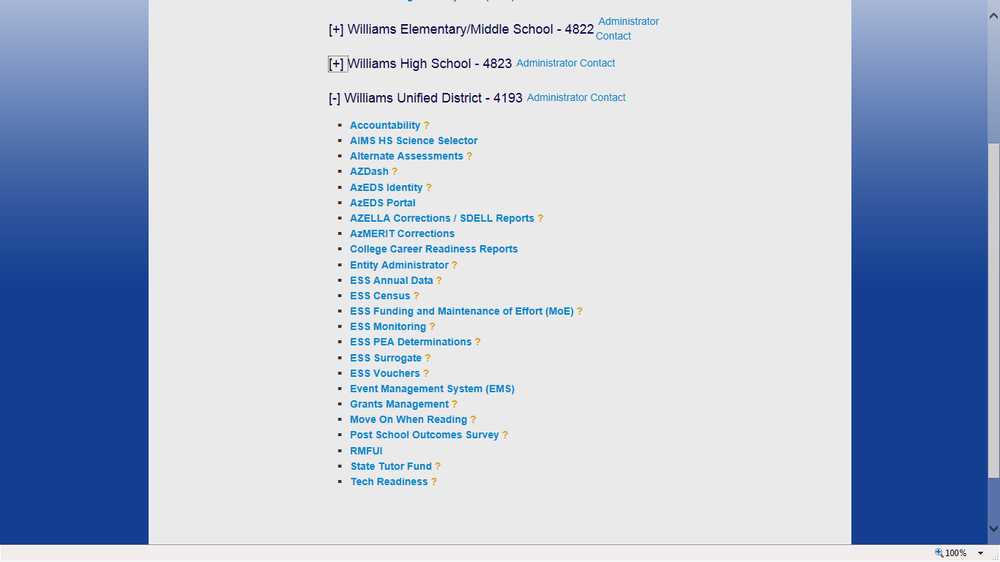 [+] Williams Elementary/Middle School - 4822 Administrator
Contact
[+] Williams High School - 4823 Administrator Contact
[-] Williams Unified District - 4193 Administrator Contact
Accountability ?
AIMS HS Science Selector
Alternate Assessments ?
AZDash ?
AzEDS Identity ?
AzEDS Portal
AZELLA Corrections / SDELL Reports ?
AzMERIT Corrections
College Career Readiness Reports
Entity Administrator ?
ESS Annual Data ?
ESS Census ?
ESS Funding and Maintenance of Effort (MoE) ?
ESS Monitoring ?
ESS PEA Determinations ?
ESS Surrogate ?
ESS Vouchers ?
Event Management System (EMS)
Grants Management ?
Move On When Reading ?
Post School Outcomes Survey ?
RMFUI
State Tutor Fund ?
Tech Readiness ?
100%